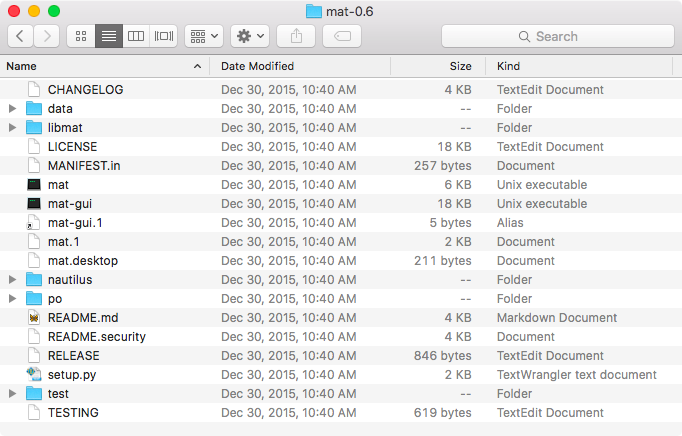 mat-0.6
Search
Name Date Modified Size Kind
CHANGELOG Dec 30, 2015, 10:40 AM 4 KB TextEdit Document
data Dec 30, 2015, 10:40 AM -- Folder
libmat Dec 30, 2015, 10:40 AM -- Folder
LICENSE Dec 30, 2015, 10:40 AM 18 KB TextEdit Document
MANIFEST.in Dec 30, 2015, 10:40 AM 257 bytes Document
mat Dec 30, 2015, 10:40 AM 6 KB Unix executable
mat-gui Dec 30, 2015, 10:40 AM 18 KB Unix executable
mat-gui.1 Dec 30, 2015, 10:40 AM 5 bytes Alias
mat.1 Dec 30, 2015, 10:40 AM 2 KB Document
mat.desktop Dec 30, 2015, 10:40 AM 211 bytes Document
nautilus Dec 30, 2015, 10:40 AM -- Folder
po Dec 30, 2015, 10:40 AM -- Folder
README.md Dec 30, 2015, 10:40 AM 4 KB Markdown Document
README.security Dec 30, 2015, 10:40 AM 4 KB Document
RELEASE Dec 30, 2015, 10:40 AM 846 bytes TextEdit Document
setup.py Dec 30, 2015, 10:40 AM 2 KB TextWrangler text document
test Dec 30, 2015, 10:40 AM -- Folder
TESTING Dec 30, 2015, 10:40 AM 619 bytes TextEdit Document